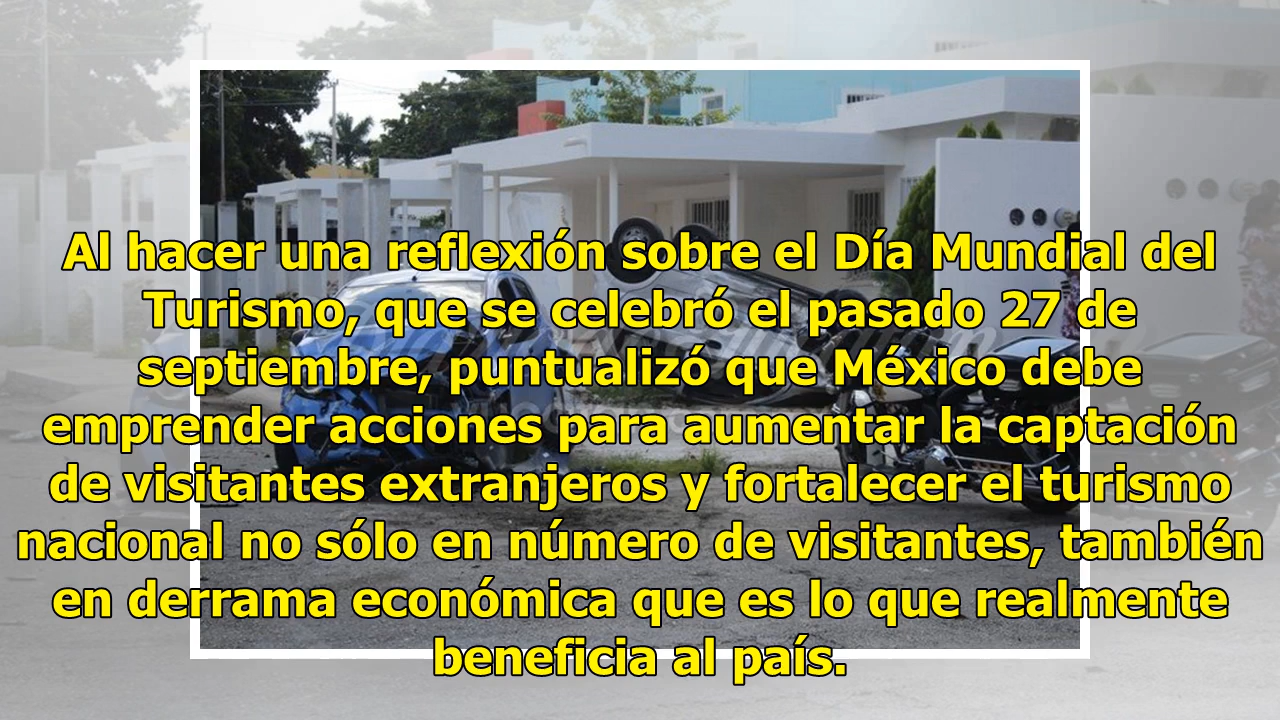 Al hacer una reflexión sobre el Día Mundial del
Turismo, que se celebró el pasado 27 de
septiembre, puntualizó que México debe
emprender acciones para aumentar la captación
de visitantes extranjeros y fortalecer el turismo
nacional no sólo en número de visitantes, también
en derrama económica que es lo que realmente
beneficia al país.